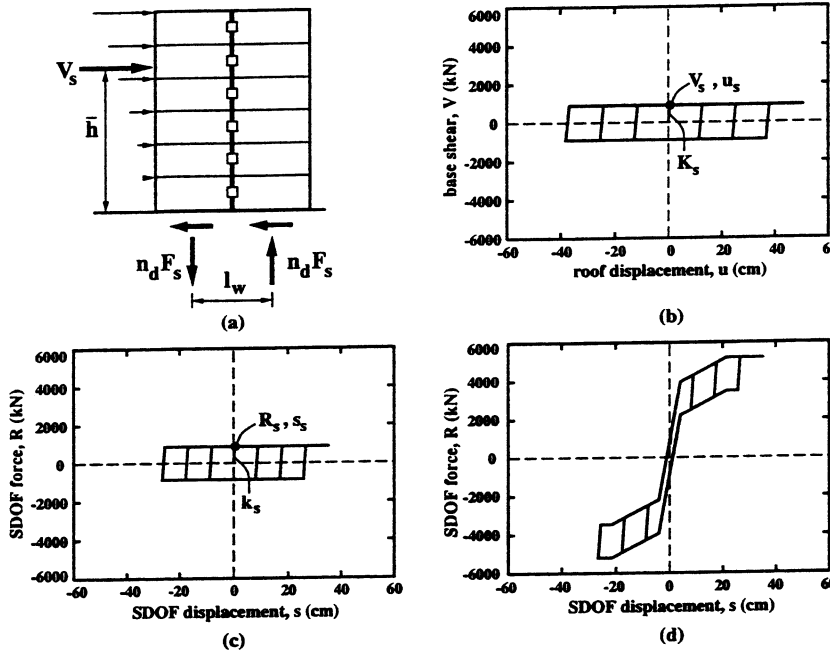 V_s
h̄
n_dF_s
n_dF_s
l_w
(a)
base shear, V (kN)
6000
4000
2000
0
-2000
-4000
-6000
V_s , u_s
K_s
-60 -40 -20 0 20 40 60
roof displacement, u (cm)
(b)
SDOF force, R (kN)
6000
4000
2000
0
-2000
-4000
-6000
R_s, s_s
k_s
-60 -40 -20 0 20 40 60
SDOF displacement, s (cm)
(c)
SDOF force, R (kN)
6000
4000
2000
0
-2000
-4000
-6000
-60 -40 -20 0 20 40 60
SDOF displacement, s (cm)
(d)